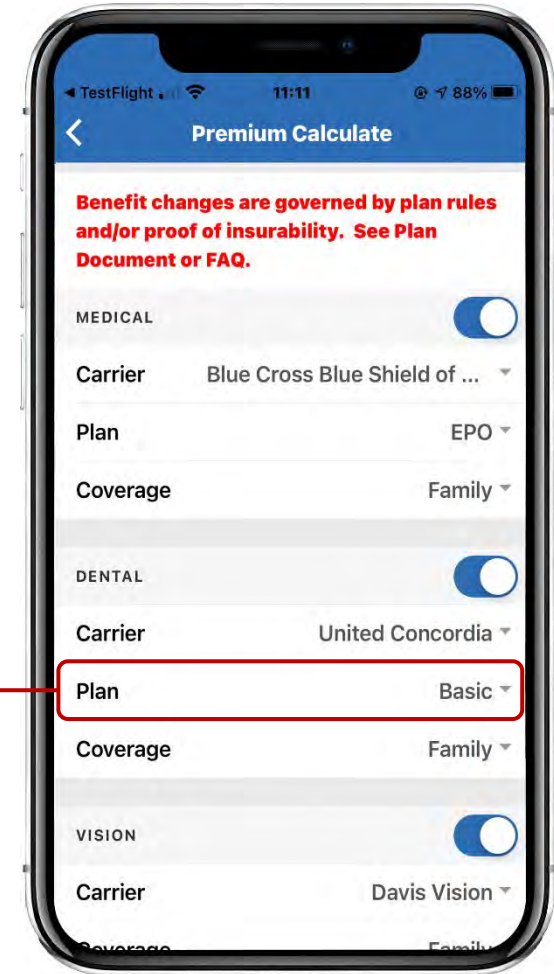 TestFlight 11:11 88%
Premium Calculate
Benefit changes are governed by plan rules
and/or proof of insurability. See Plan
Document or FAQ.
MEDICAL
Carrier Blue Cross Blue Shield of ...
Plan EPO
Coverage Family
DENTAL
Carrier United Concordia
Plan Basic
Coverage Family
VISION
Carrier Davis Vision
Coverage Family